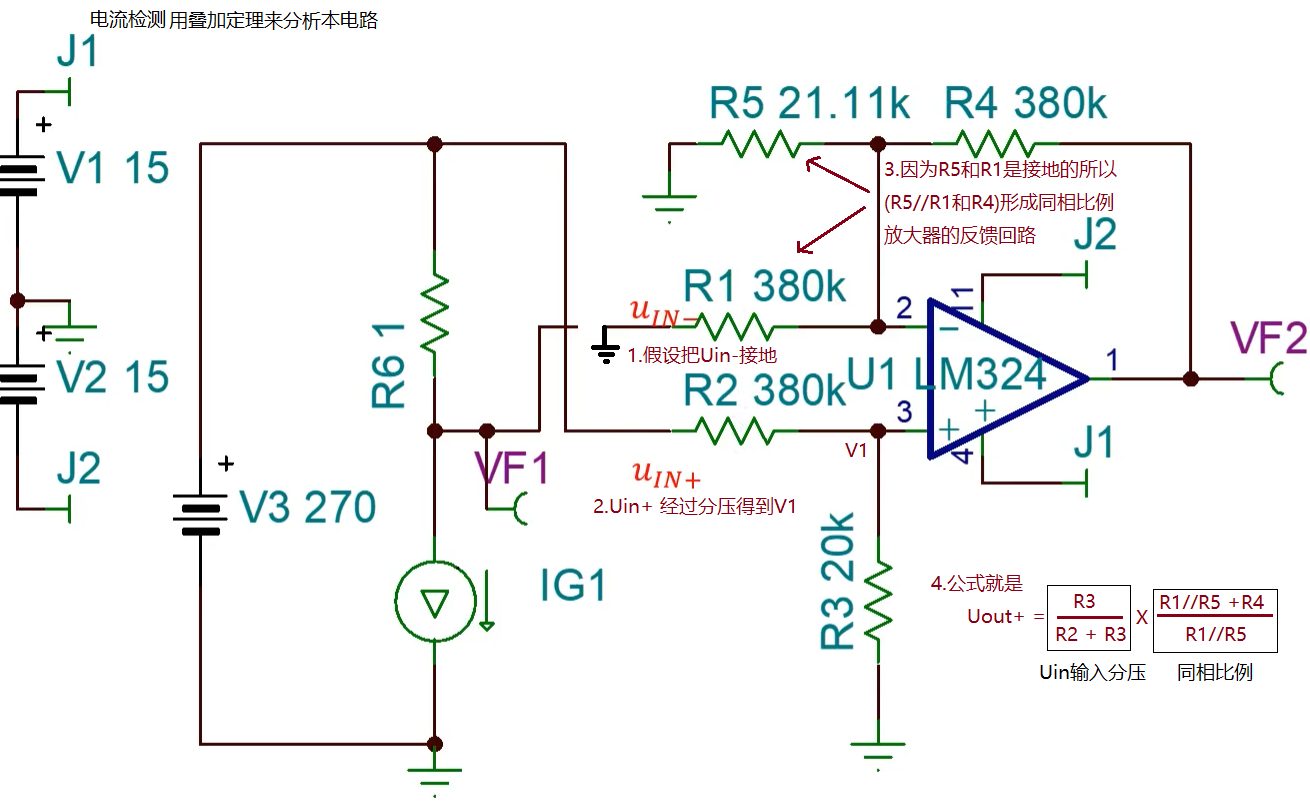 电流检测 用叠加定理来分析本电路
J1
+
V1 15
+
V2 15
J2
+
V3 270
R6 1
VF1
IG1
R5 21.11k
R4 380k
3.因为R5和R1是接地的所以
(R5//R1和R4)形成同相比例
放大器的反馈回路
J2
R1 380k
uIN−
1.假设把Uin-接地
2
11
−
U1 LM324
1
VF2
R2 380k
3
+
+
4
J1
V1
uIN+
2.Uin+ 经过分压得到V1
R3 20k
4.公式就是
Uout+ = R3 / R2 + R3 X R1//R5 +R4 / R1//R5
Uin输入分压
同相比例